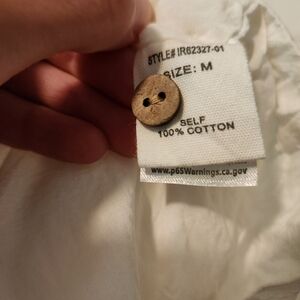 STYLE# IR62327-01
SIZE: M
SELF
100% COTTON
www.p65Warnings.ca.gov